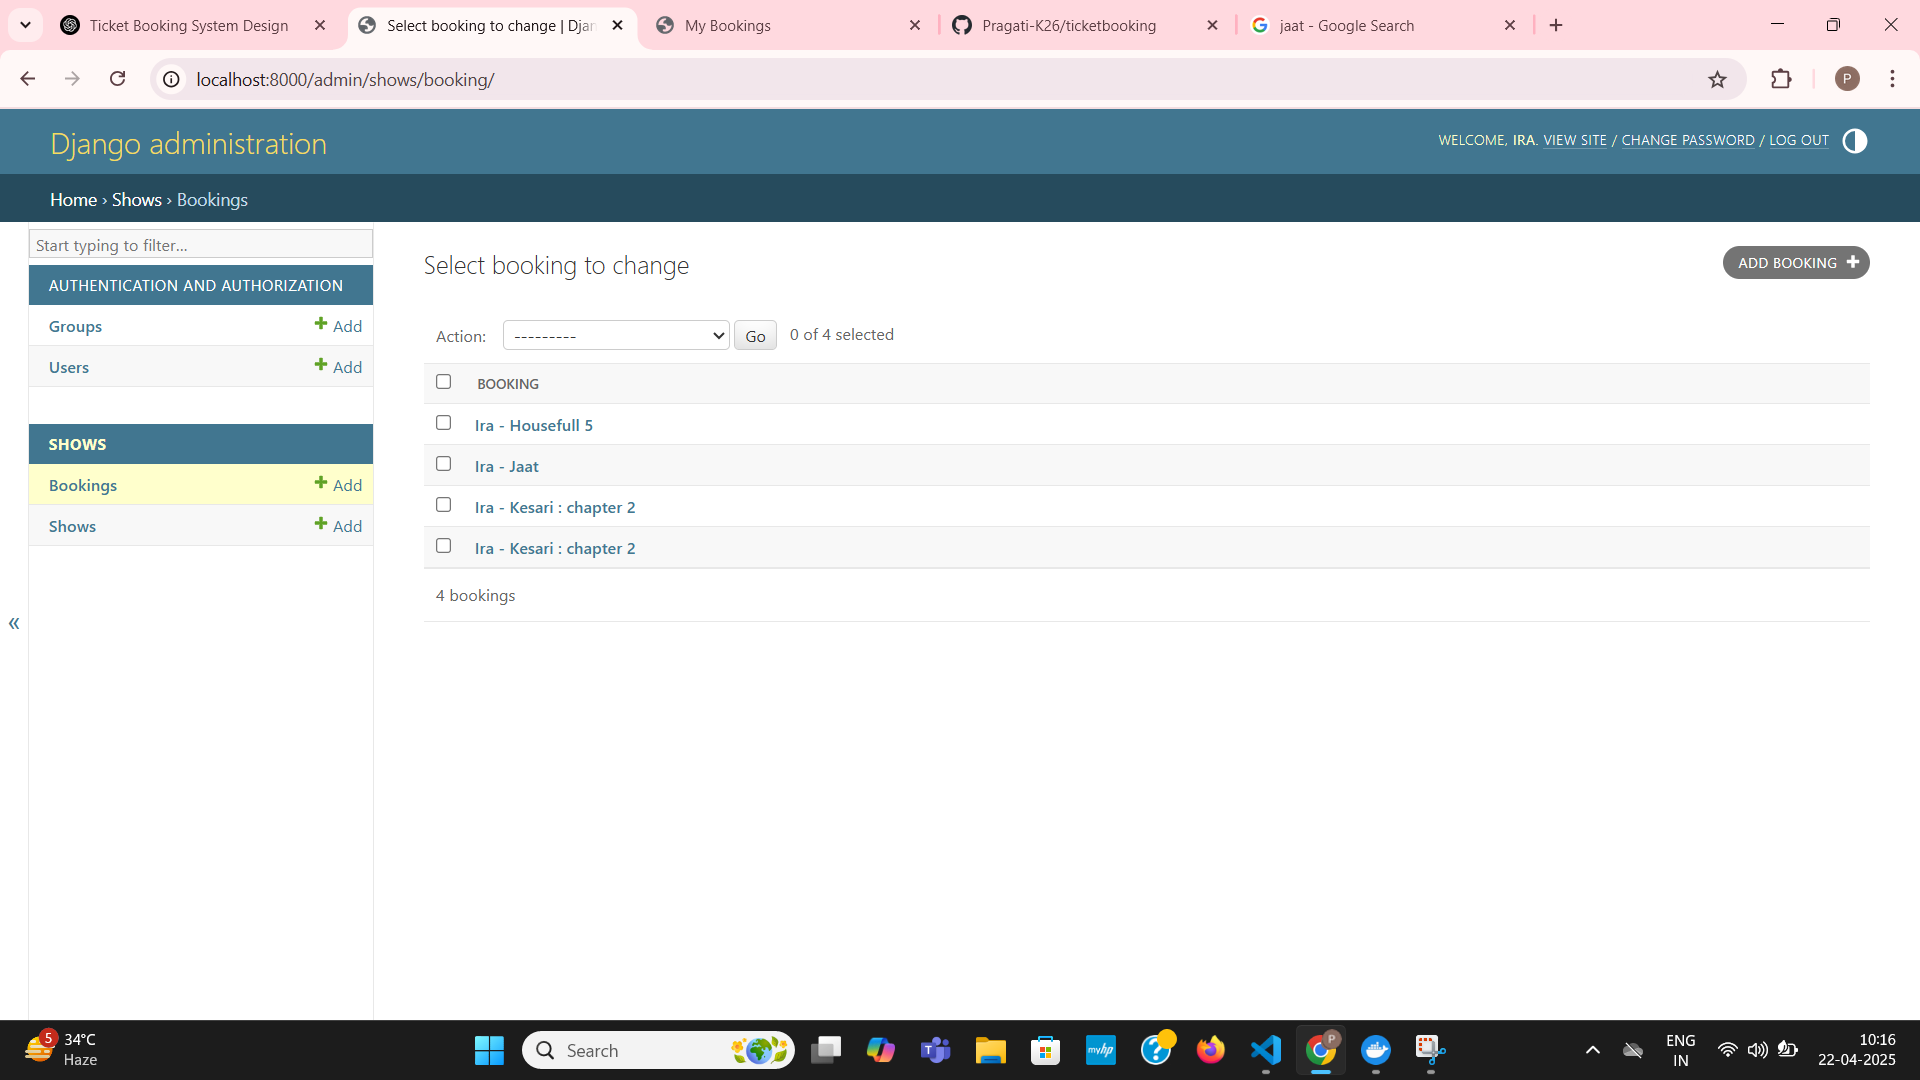 Ticket Booking System Design
Select booking to change | Djan
My Bookings
Pragati-K26/ticketbooking
jaat - Google Search
localhost:8000/admin/shows/booking/
P
Django administration
WELCOME, IRA. VIEW SITE / CHANGE PASSWORD / LOG OUT
Home › Shows › Bookings
Start typing to filter...
AUTHENTICATION AND AUTHORIZATION
Groups + Add
Users + Add
SHOWS
Bookings + Add
Shows + Add
«
Select booking to change
ADD BOOKING +
Action: --------- Go 0 of 4 selected
BOOKING
Ira - Housefull 5
Ira - Jaat
Ira - Kesari : chapter 2
Ira - Kesari : chapter 2
4 bookings
5
34°C
Haze
Search
myhp
P
ENG
IN
10:16
22-04-2025